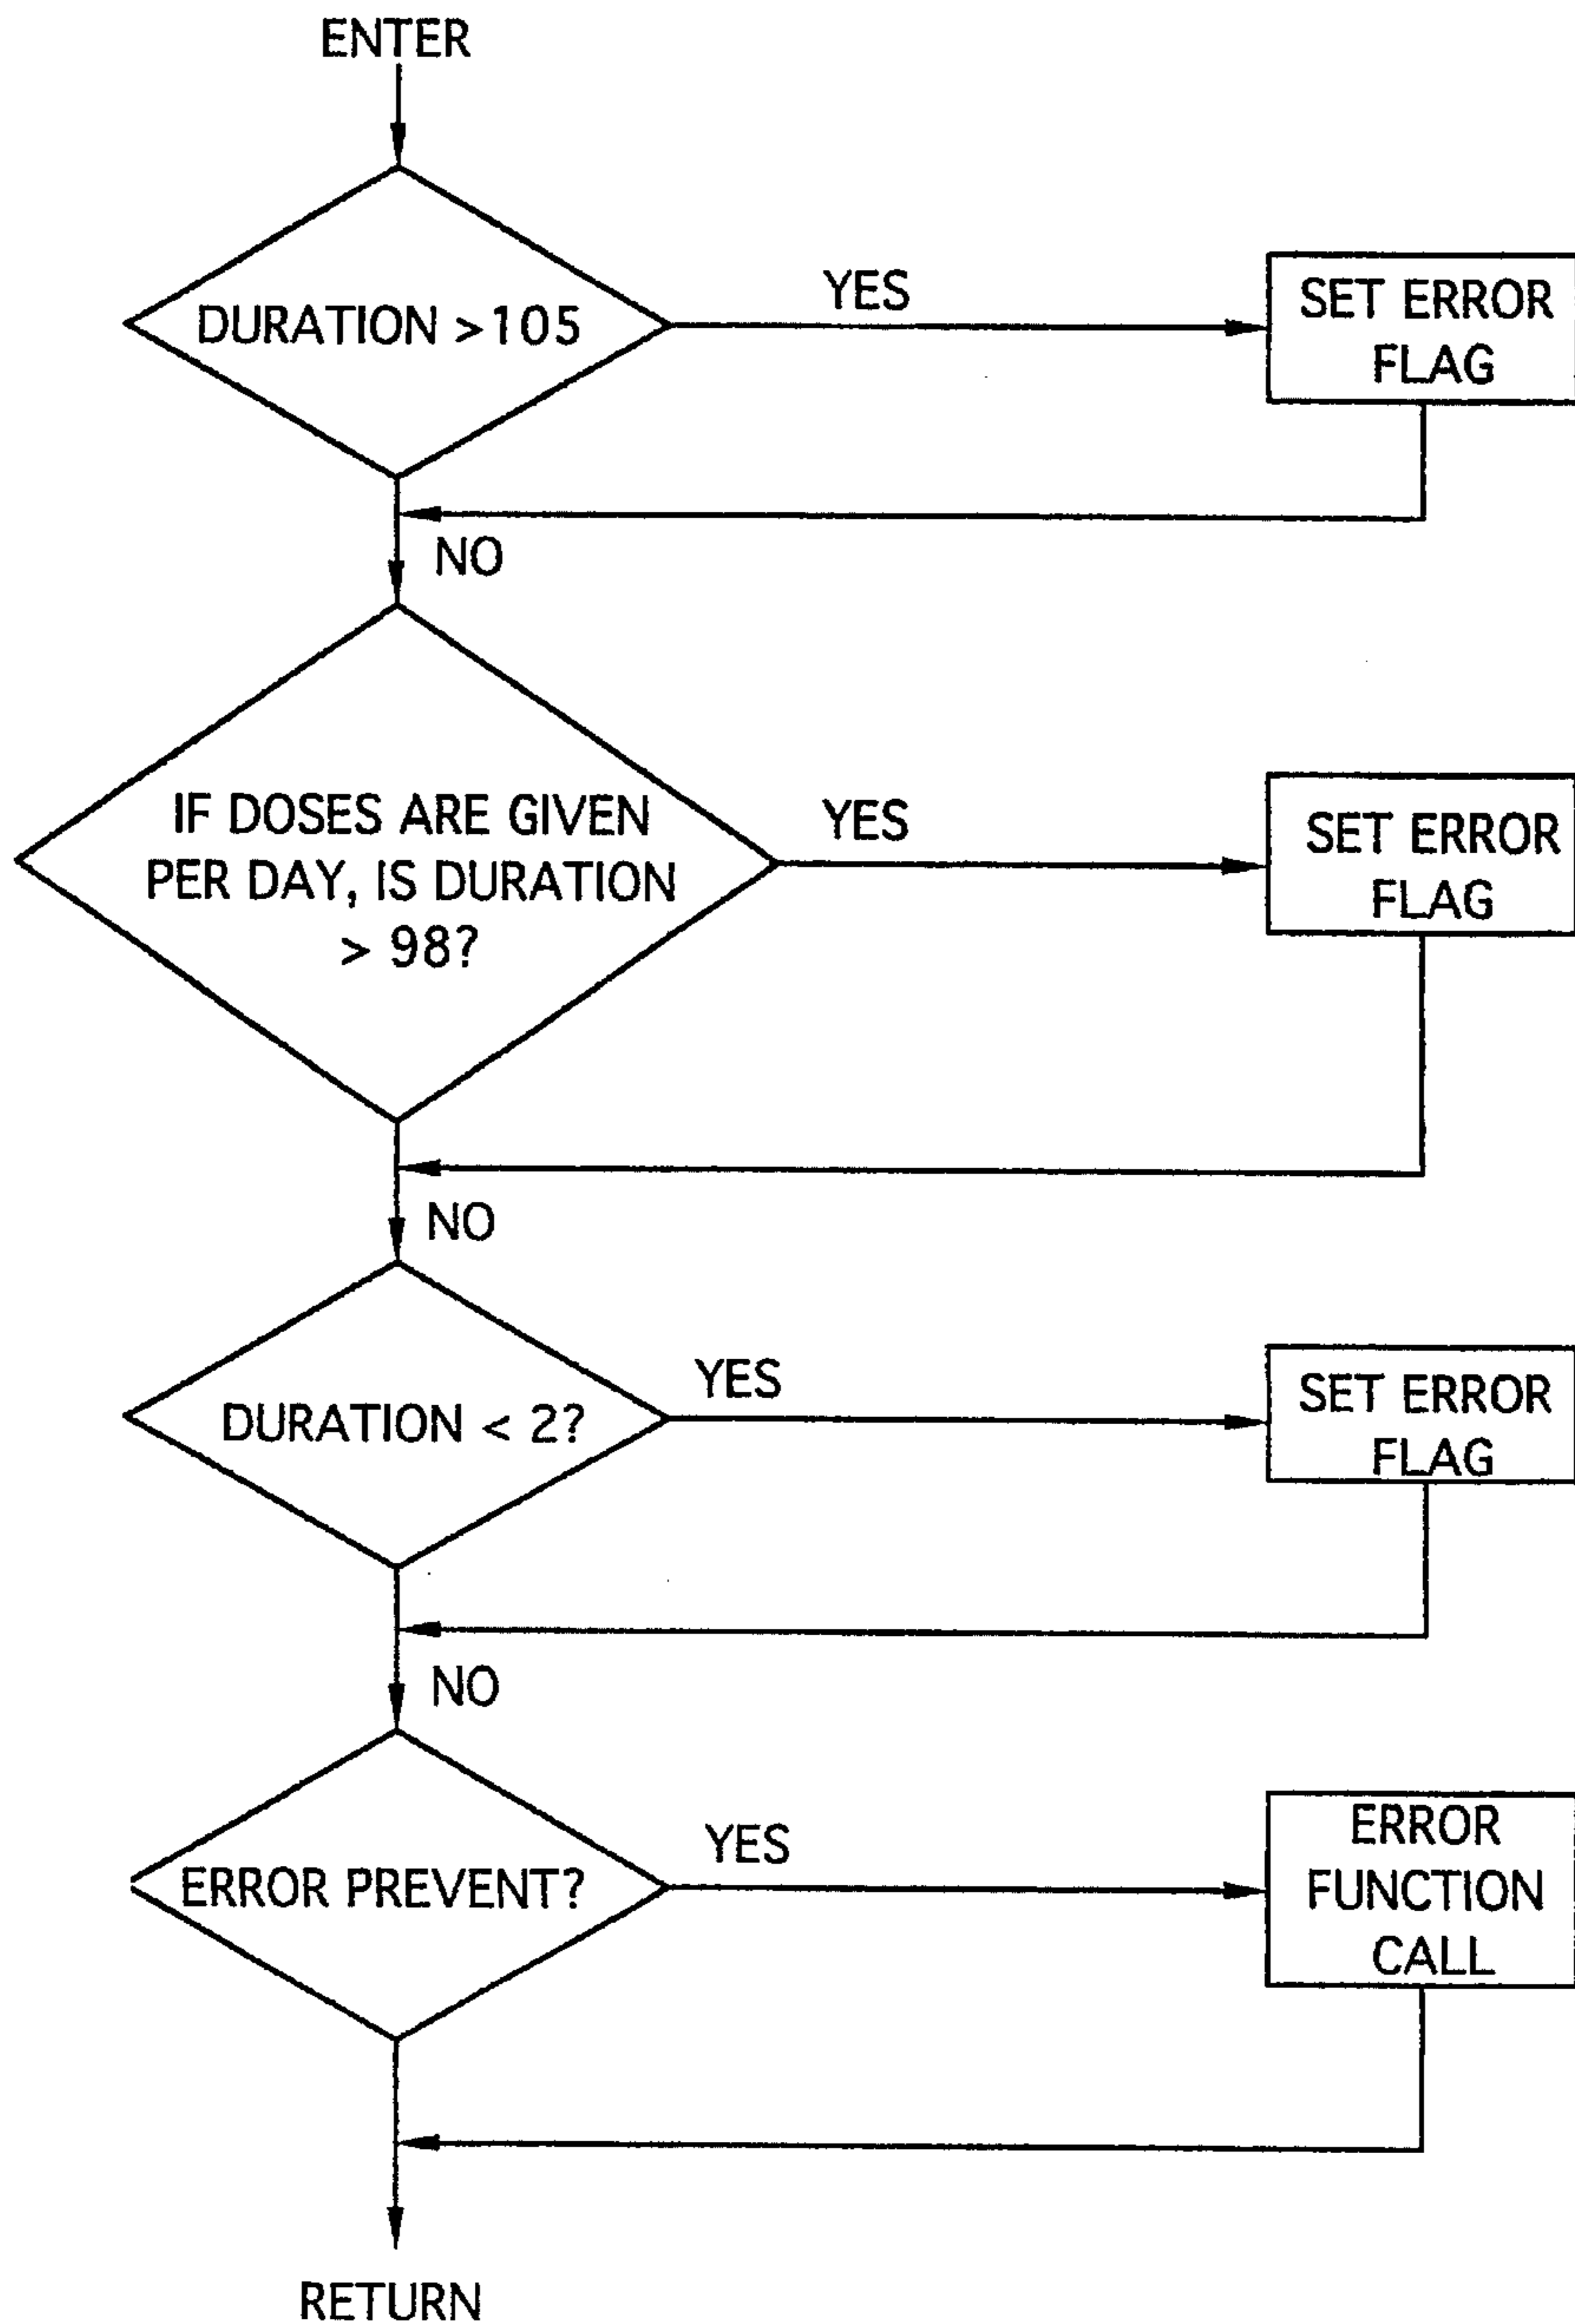 ENTER
DURATION >105
YES
SET ERROR
FLAG
NO
IF DOSES ARE GIVEN
PER DAY, IS DURATION
> 98?
YES
SET ERROR
FLAG
NO
DURATION < 2?
YES
SET ERROR
FLAG
NO
ERROR PREVENT?
YES
ERROR
FUNCTION
CALL
RETURN